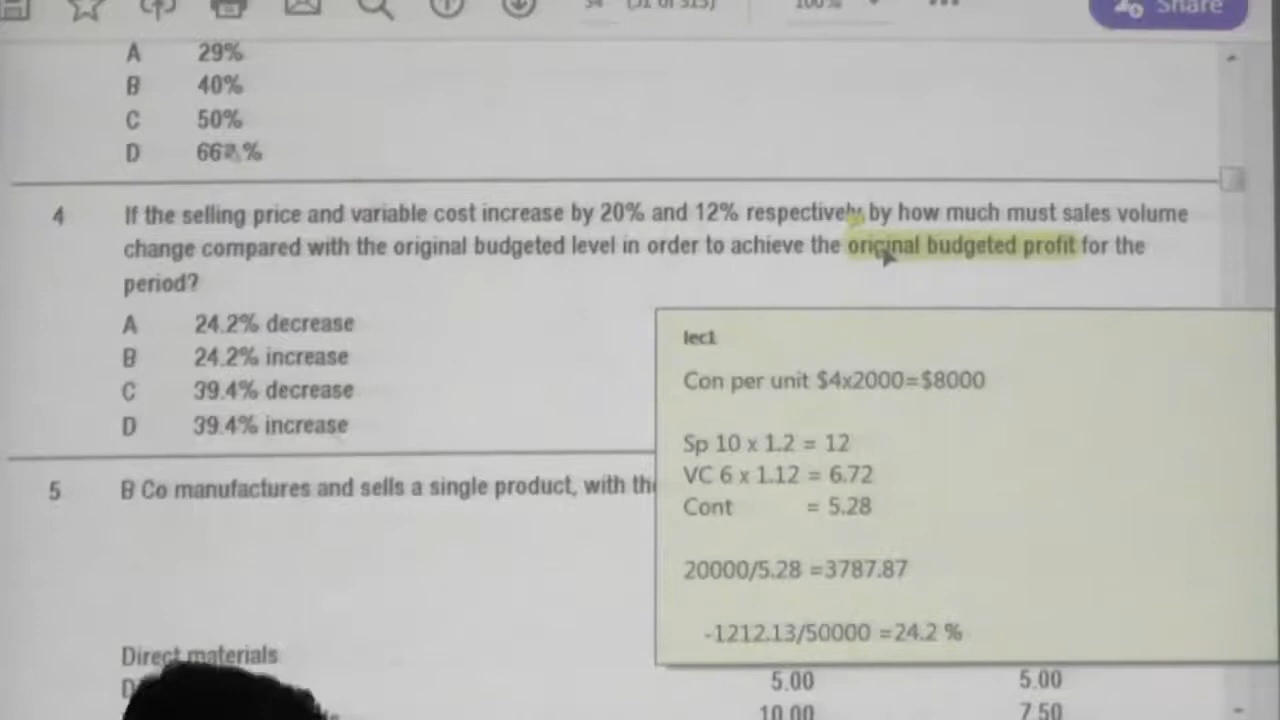 100%
Share
A 29%
B 40%
C 50%
D
4 If the selling price and variable cost increase by 20% and 12% respectively by how much must sales volume
change compared with the original budgeted level in order to achieve the original budgeted profit for the
period?
A 24.2% decrease
B 24.2% increase
C 39.4% decrease
D 39.4% increase
lec1
Con per unit $4x2000=$8000
Sp 10 x 1.2 = 12
VC 6 x 1.12 = 6.72
Cont = 5.28
20000/5.28 =3787.87
-1212.13/50000 =24.2 %
5 B Co manufactures and sells a single product, with
Direct materials
5.00 5.00
10.00 7.50